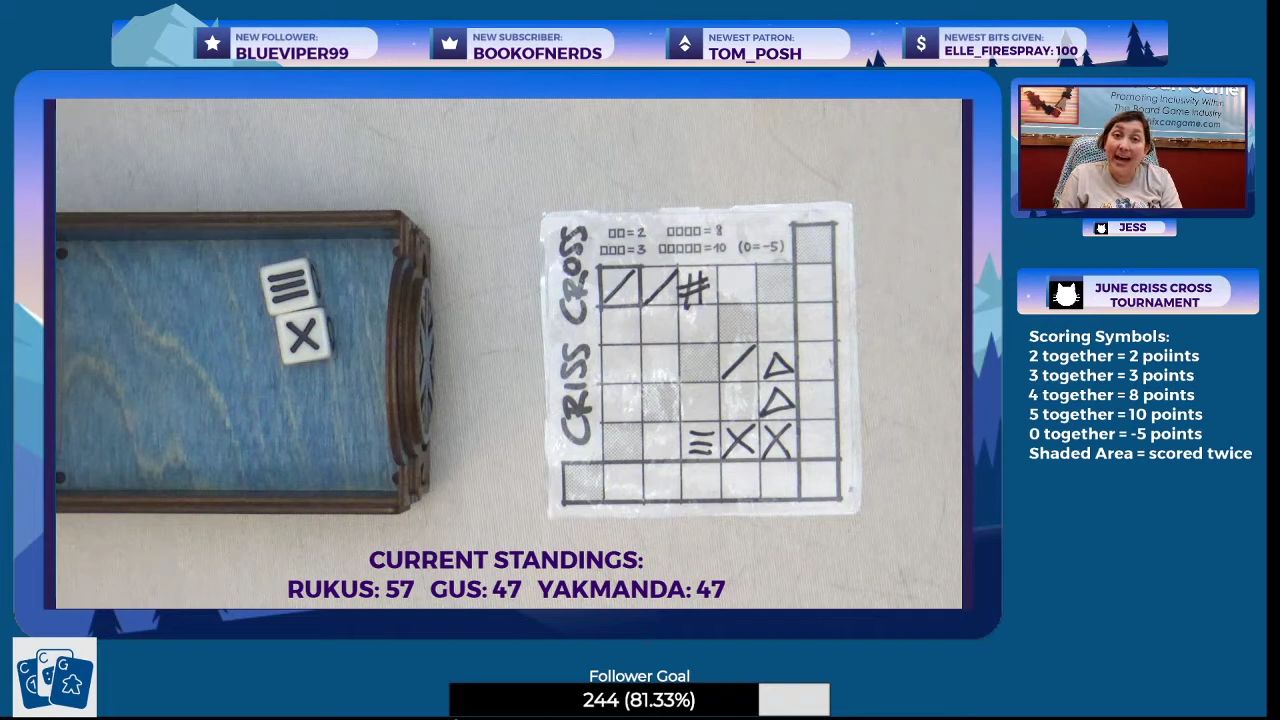 NEW FOLLOWER:
BLUEVIPER99
NEW SUBSCRIBER:
BOOKOFNERDS
NEWEST PATRON:
TOM_POSH
$
NEWEST BITS GIVEN:
ELLE_FIRESPRAY: 100
Promoting Inclusivity Within
The Board Game Industry
JESS
JUNE CRISS CROSS
TOURNAMENT
Scoring Symbols:
2 together = 2 poiints
3 together = 3 points
4 together = 8 points
5 together = 10 points
0 together = -5 points
Shaded Area = scored twice
CRISS CROSS
□□=2 □□□□=8
□□□=3 □□□□□=10 (0=-5)
/ / #
/ △
△
☰ X X
☰
X
CURRENT STANDINGS:
RUKUS: 57 GUS: 47 YAKMANDA: 47
C C G
Follower Goal
244 (81.33%)